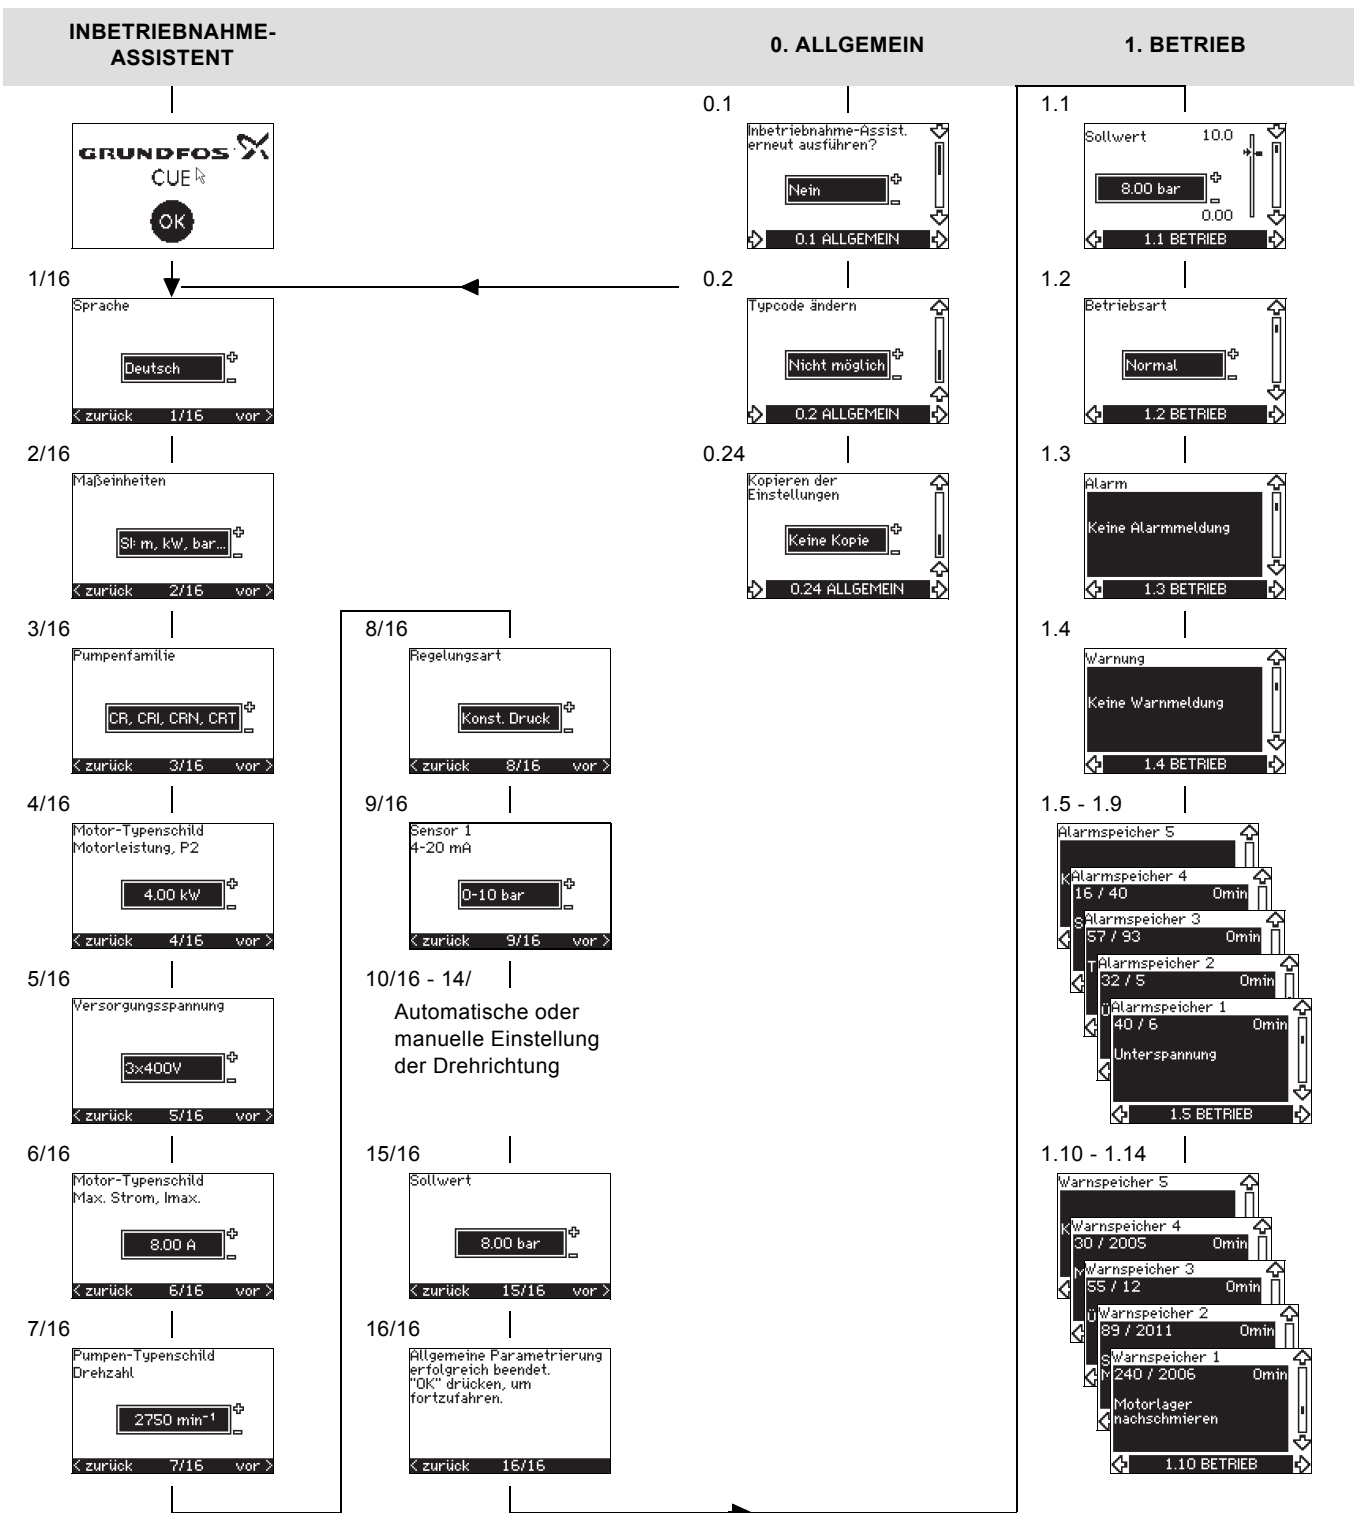 INBETRIEBNAHME-
ASSISTENT
0. ALLGEMEIN
1. BETRIEB
GRUNDFOS
CUE
OK
1/16
Sprache
Deutsch
< zurück 1/16 vor >
2/16
Maßeinheiten
SI: m, kW, bar...
< zurück 2/16 vor >
3/16
Pumpenfamilie
CR, CRI, CRN, CRT
< zurück 3/16 vor >
4/16
Motor-Typenschild
Motorleistung, P2
4.00 kW
< zurück 4/16 vor >
5/16
Versorgungsspannung
3x400V
< zurück 5/16 vor >
6/16
Motor-Typenschild
Max. Strom, Imax.
8.00 A
< zurück 6/16 vor >
7/16
Pumpen-Typenschild
Drehzahl
2750 min⁻¹
< zurück 7/16 vor >
8/16
Regelungsart
Konst. Druck
< zurück 8/16 vor >
9/16
Sensor 1
4-20 mA
0-10 bar
< zurück 9/16 vor >
10/16 - 14/
Automatische oder
manuelle Einstellung
der Drehrichtung
15/16
Sollwert
8.00 bar
< zurück 15/16 vor >
16/16
Allgemeine Parametrierung
erfolgreich beendet.
"OK" drücken, um
fortzufahren.
< zurück 16/16
0.1
Inbetriebnahme-Assist.
erneut ausführen?
Nein
0.1 ALLGEMEIN
0.2
Typcode ändern
Nicht möglich
0.2 ALLGEMEIN
0.24
Kopieren der
Einstellungen
Keine Kopie
0.24 ALLGEMEIN
1.1
Sollwert 10.0
8.00 bar
0.00
1.1 BETRIEB
1.2
Betriebsart
Normal
1.2 BETRIEB
1.3
Alarm
Keine Alarmmeldung
1.3 BETRIEB
1.4
Warnung
Keine Warnmeldung
1.4 BETRIEB
1.5 - 1.9
Alarmspeicher 5
K
Alarmspeicher 4
16 / 40 0min
S
Alarmspeicher 3
57 / 93 0min
T
Alarmspeicher 2
32 / 5 0min
Ü
Alarmspeicher 1
40 / 6 0min
Unterspannung
1.5 BETRIEB
1.10 - 1.14
Warnspeicher 5
K
Warnspeicher 4
30 / 2005 0min
M
Warnspeicher 3
55 / 12 0min
Ü
Warnspeicher 2
89 / 2011 0min
S
M
Warnspeicher 1
240 / 2006 0min
Motorlager
nachschmieren
1.10 BETRIEB